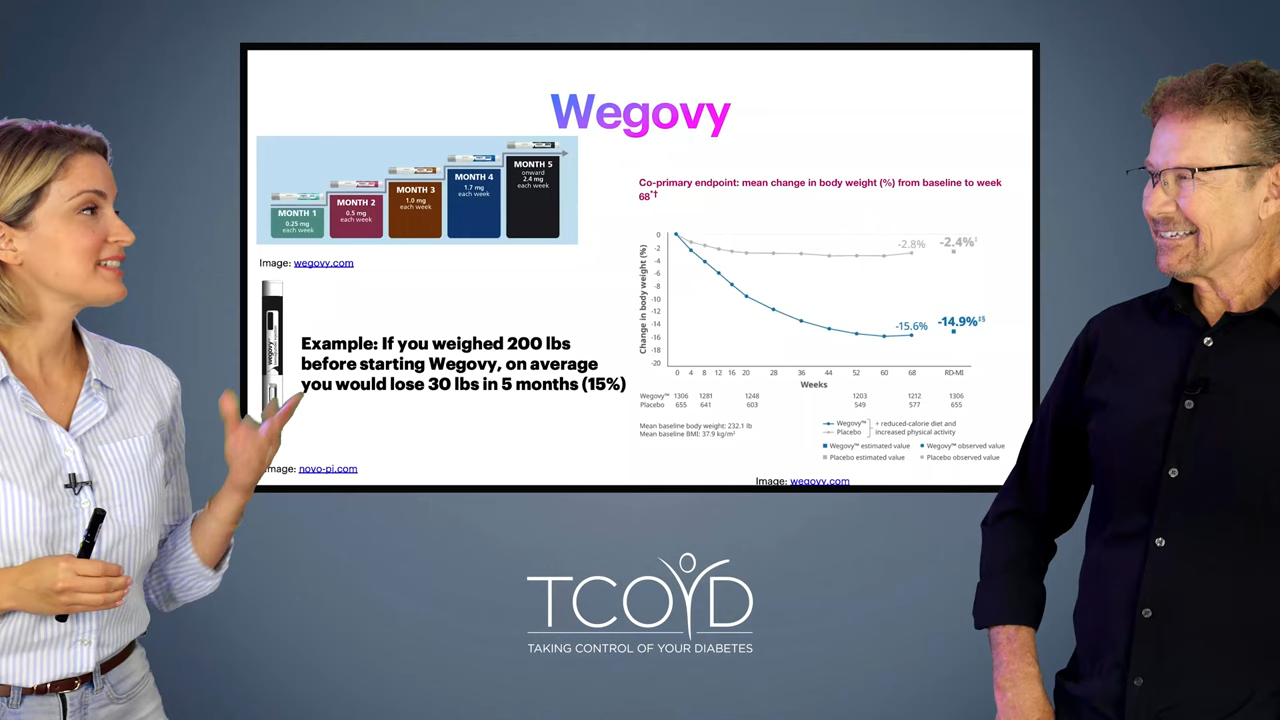 Wegovy
MONTH 1
0.25 mg
each week
MONTH 2
0.5 mg
each week
MONTH 3
1.0 mg
each week
MONTH 4
1.7 mg
each week
MONTH 5
onward
2.4 mg
each week
Image: wegovy.com
wegovy
Example: If you weighed 200 lbs
before starting Wegovy, on average
you would lose 30 lbs in 5 months (15%)
mage: novo-pi.com
Co-primary endpoint: mean change in body weight (%) from baseline to week
68*†
Change in body weight (%)
0
-2
-4
-6
-8
-10
-12
-14
-16
-18
-20
-2.8%
-2.4%‡
-15.6%
-14.9%‡§
0 4 8 12 16 20 28 36 44 52 60 68 RD-MI
Weeks
Wegovy™ 1306 1281 1248 1203 1212 1306
Placebo 655 641 603 549 577 655
Mean baseline body weight: 232.1 lb
Mean baseline BMI: 37.9 kg/m²
Wegovy™
Placebo
+ reduced-calorie diet and
increased physical activity
Wegovy™ estimated value Wegovy™ observed value
Placebo estimated value Placebo observed value
Image: wegovy.com
TCOYD
TAKING CONTROL OF YOUR DIABETES